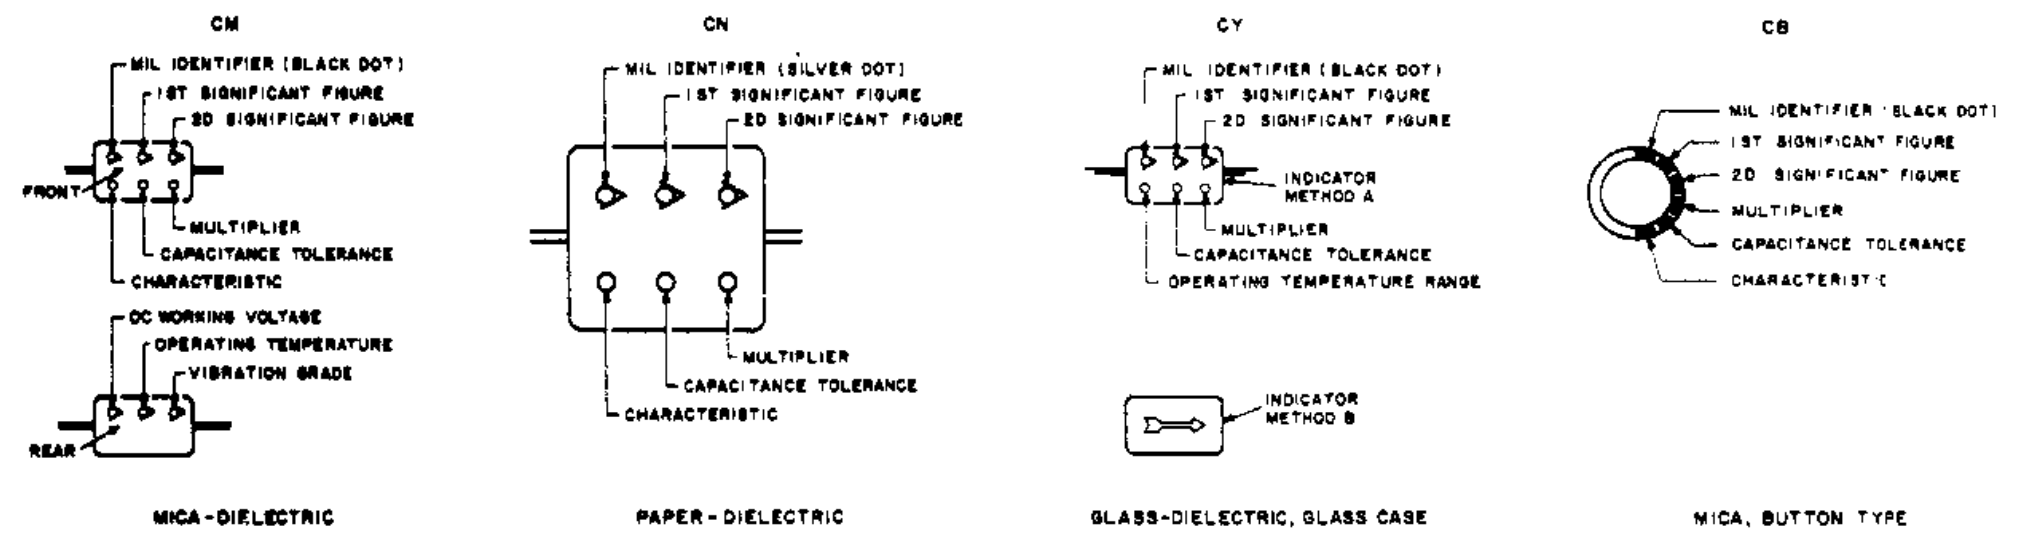 CM
MIL IDENTIFIER (BLACK DOT)
1ST SIGNIFICANT FIGURE
2D SIGNIFICANT FIGURE
FRONT
MULTIPLIER
CAPACITANCE TOLERANCE
CHARACTERISTIC
DC WORKING VOLTAGE
OPERATING TEMPERATURE
VIBRATION GRADE
REAR
MICA-DIELECTRIC
CN
MIL IDENTIFIER (SILVER DOT)
1ST SIGNIFICANT FIGURE
2D SIGNIFICANT FIGURE
MULTIPLIER
CAPACITANCE TOLERANCE
CHARACTERISTIC
PAPER-DIELECTRIC
CY
MIL IDENTIFIER (BLACK DOT)
1ST SIGNIFICANT FIGURE
2D SIGNIFICANT FIGURE
INDICATOR
METHOD A
MULTIPLIER
CAPACITANCE TOLERANCE
OPERATING TEMPERATURE RANGE
INDICATOR
METHOD B
GLASS-DIELECTRIC, GLASS CASE
CB
MIL IDENTIFIER (BLACK DOT)
1ST SIGNIFICANT FIGURE
2D SIGNIFICANT FIGURE
MULTIPLIER
CAPACITANCE TOLERANCE
CHARACTERISTIC
MICA, BUTTON TYPE